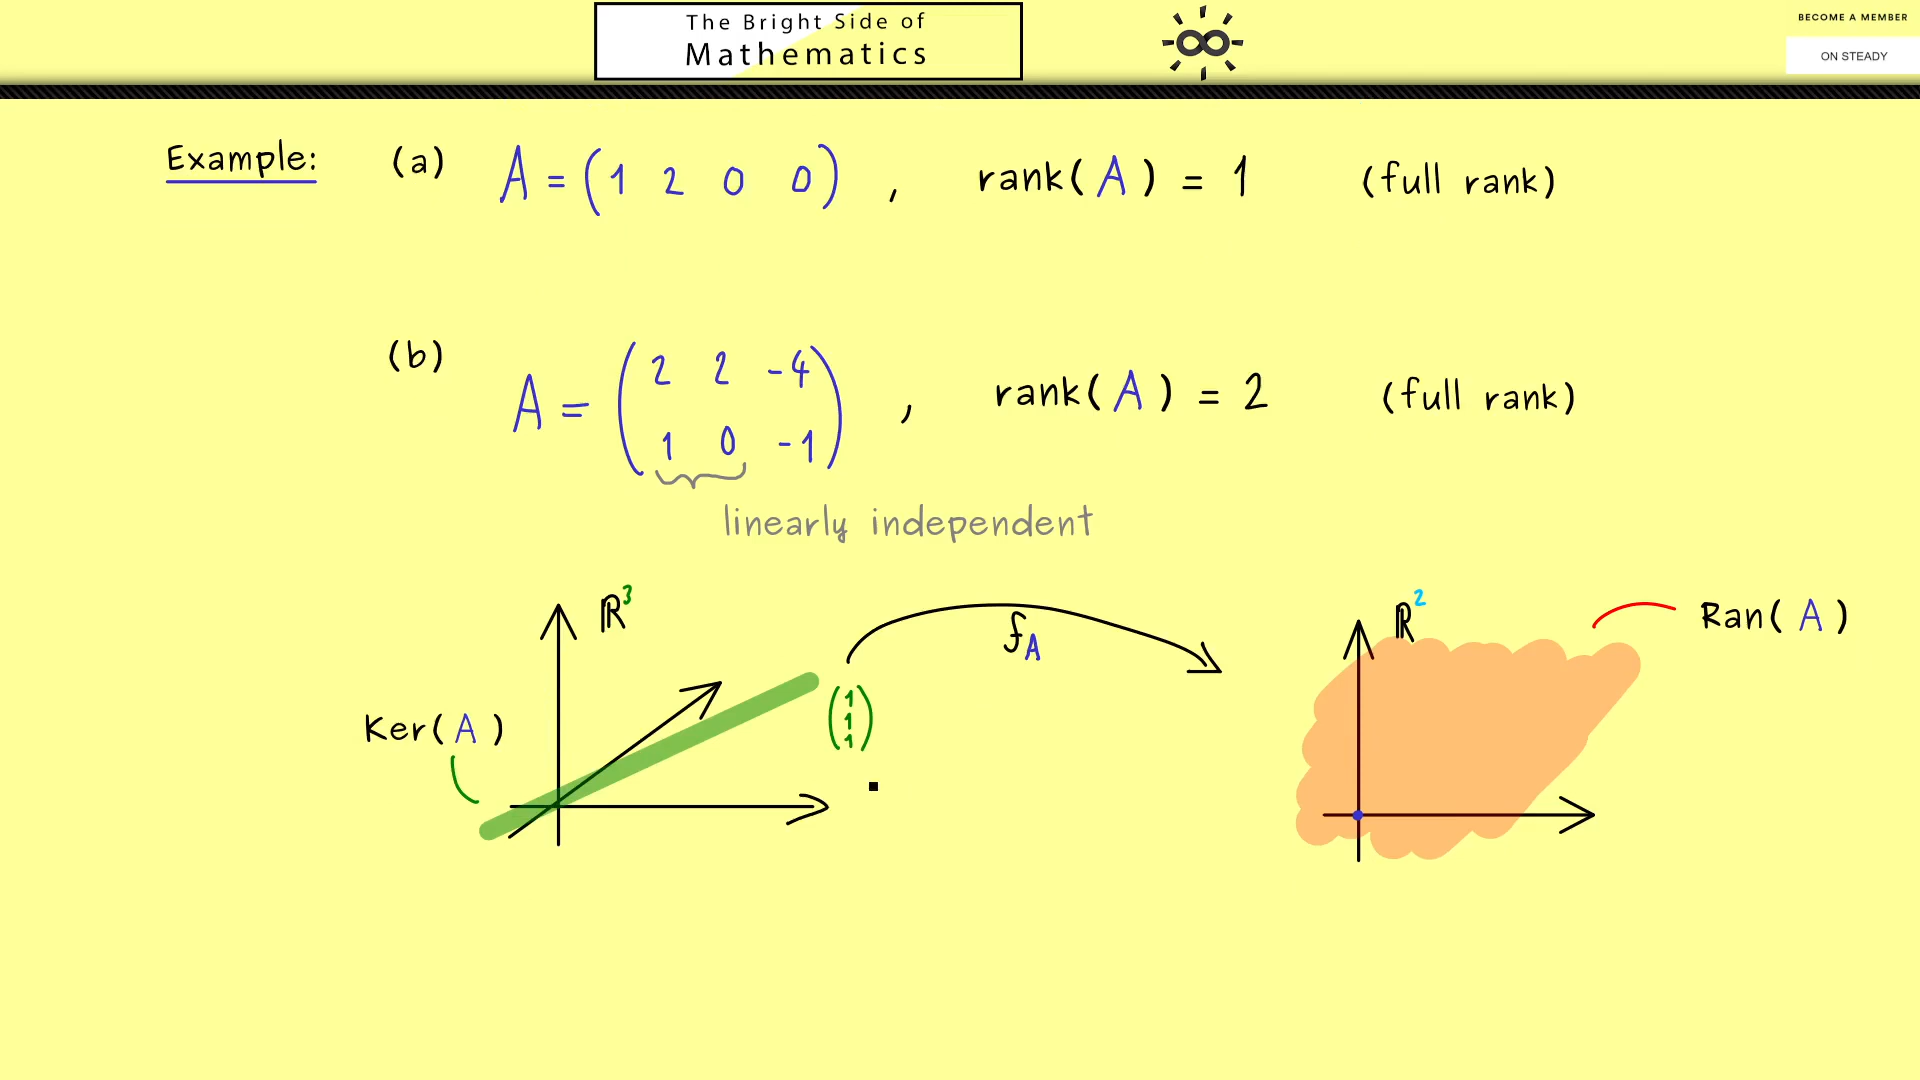 The Bright Side of
Mathematics
BECOME A MEMBER
ON STEADY
Example: (a) A = (1 2 0 0) , rank(A) = 1 (full rank)
(b) A = (2 2 -4
1 0 -1) , rank(A) = 2 (full rank)
linearly independent
ℝ³
f_A
ℝ²
Ran(A)
Ker(A)
(1
1
1)